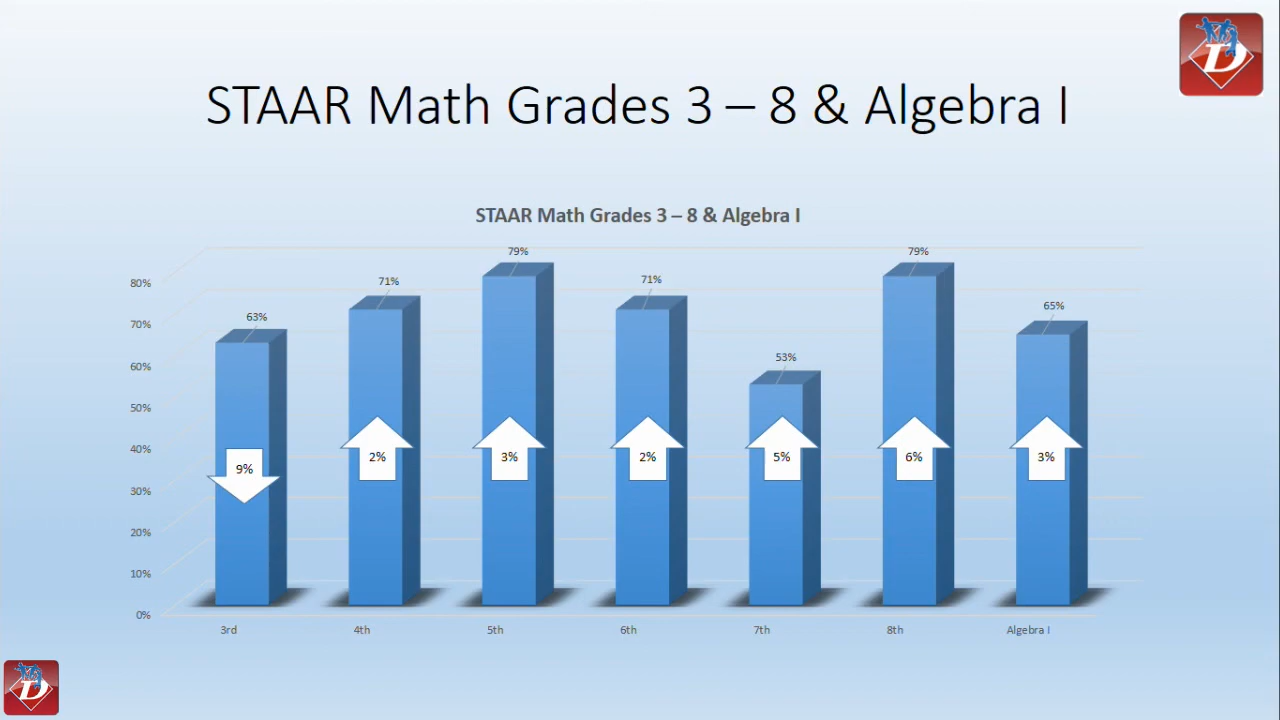 STAAR Math Grades 3 – 8 & Algebra I
STAAR Math Grades 3 – 8 & Algebra I
80%
70%
60%
50%
40%
30%
20%
10%
0%
63%
71%
79%
71%
53%
79%
65%
9%
2%
3%
2%
5%
6%
3%
3rd
4th
5th
6th
7th
8th
Algebra I
D
D